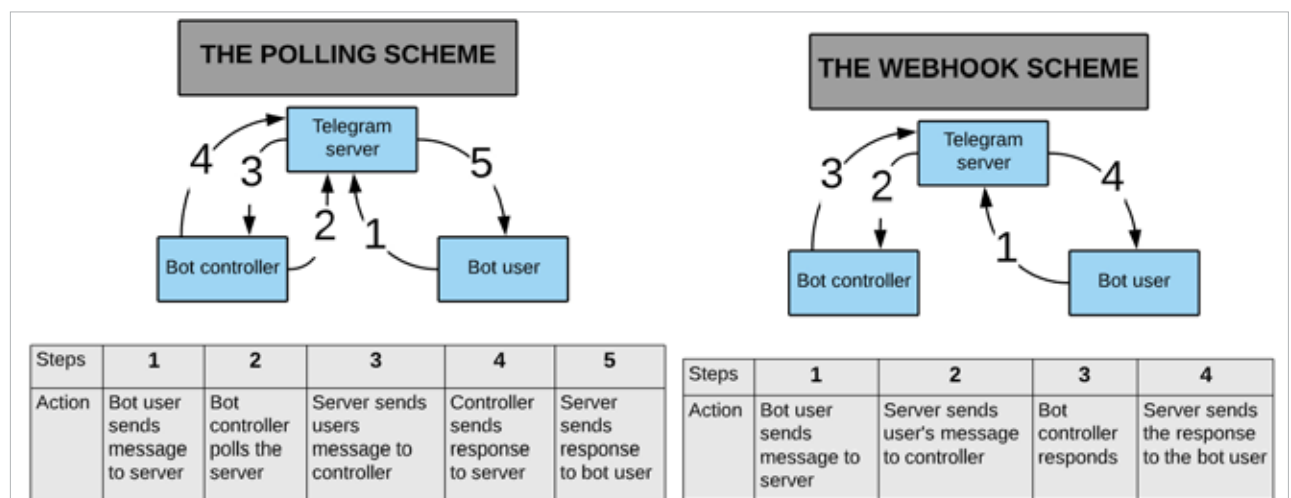 THE POLLING SCHEME
Telegram
server
4
3
5
2
1
Bot controller
Bot user
Steps 1 2 3 4 5
Action Bot user Bot Server sends Controller Server
sends controller users sends sends
message polls the message to response response
to server server controller to server to bot user
THE WEBHOOK SCHEME
Telegram
server
3
2
4
1
Bot controller
Bot user
Steps 1 2 3 4
Action Bot user Server sends Bot Server sends
sends user's message controller the response
message to to controller responds to the bot user
server